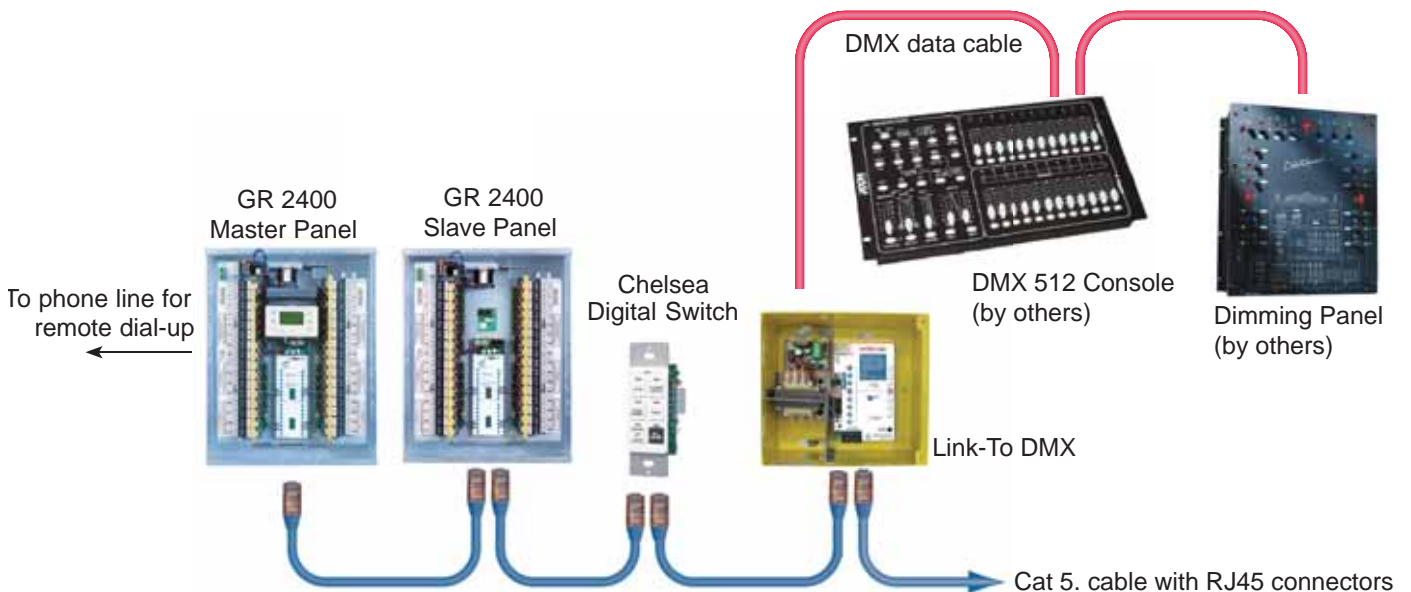 DMX data cable
GR 2400
Master Panel
GR 2400
Slave Panel
To phone line for
remote dial-up
Chelsea
Digital Switch
DMX 512 Console
(by others)
Dimming Panel
(by others)
Link-To DMX
Cat 5. cable with RJ45 connectors